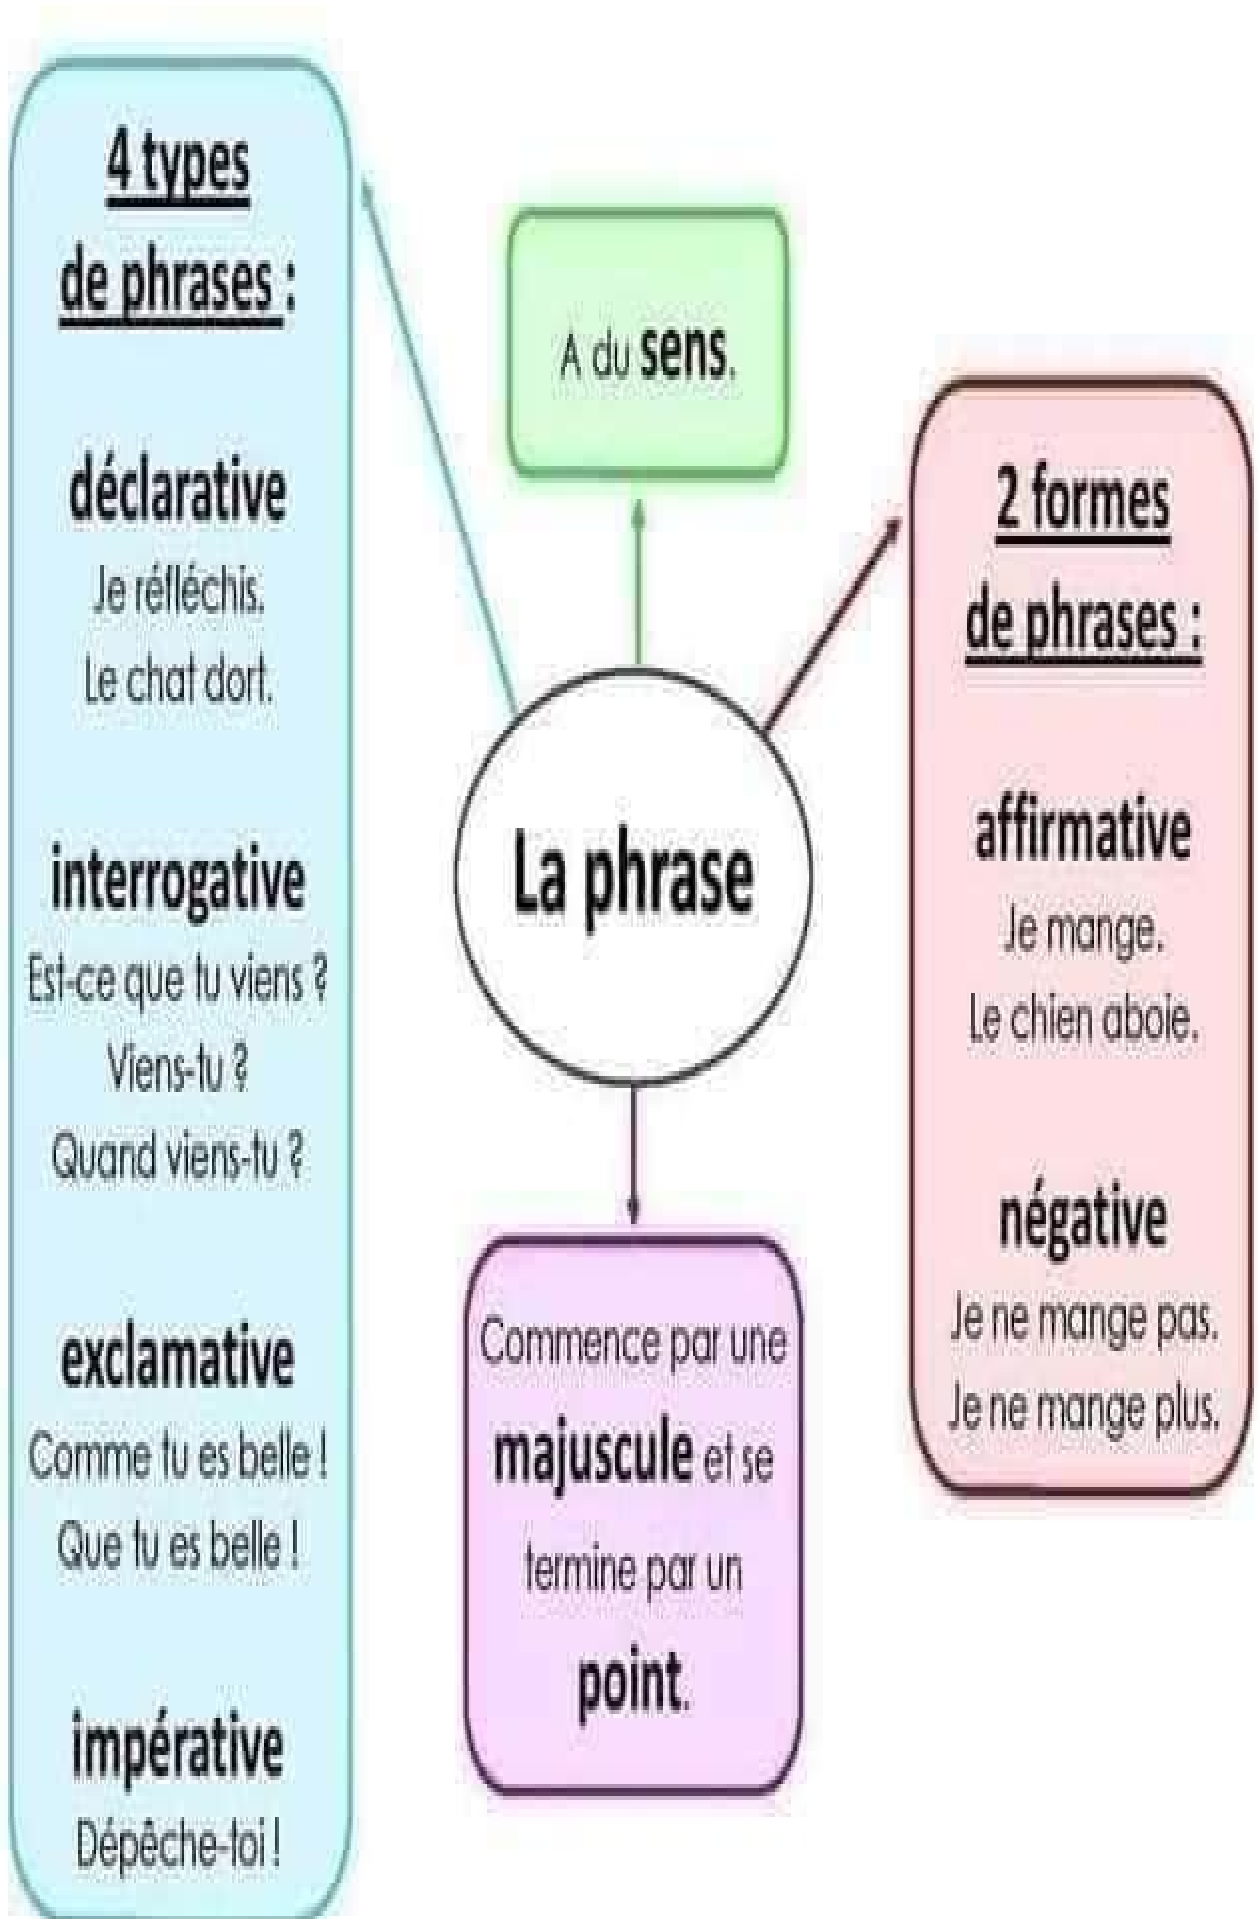 4 types
de phrases :
déclarative
Je réfléchis.
Le chat dort.
interrogative
Est-ce que tu viens ?
Viens-tu ?
Quand viens-tu ?
exclamative
Comme tu es belle !
Que tu es belle !
impérative
Dépêche-toi !
A du sens.
La phrase
Commence par une
majuscule et se
termine par un
point.
2 formes
de phrases :
affirmative
Je mange.
Le chien aboie.
négative
Je ne mange pas.
Je ne mange plus.